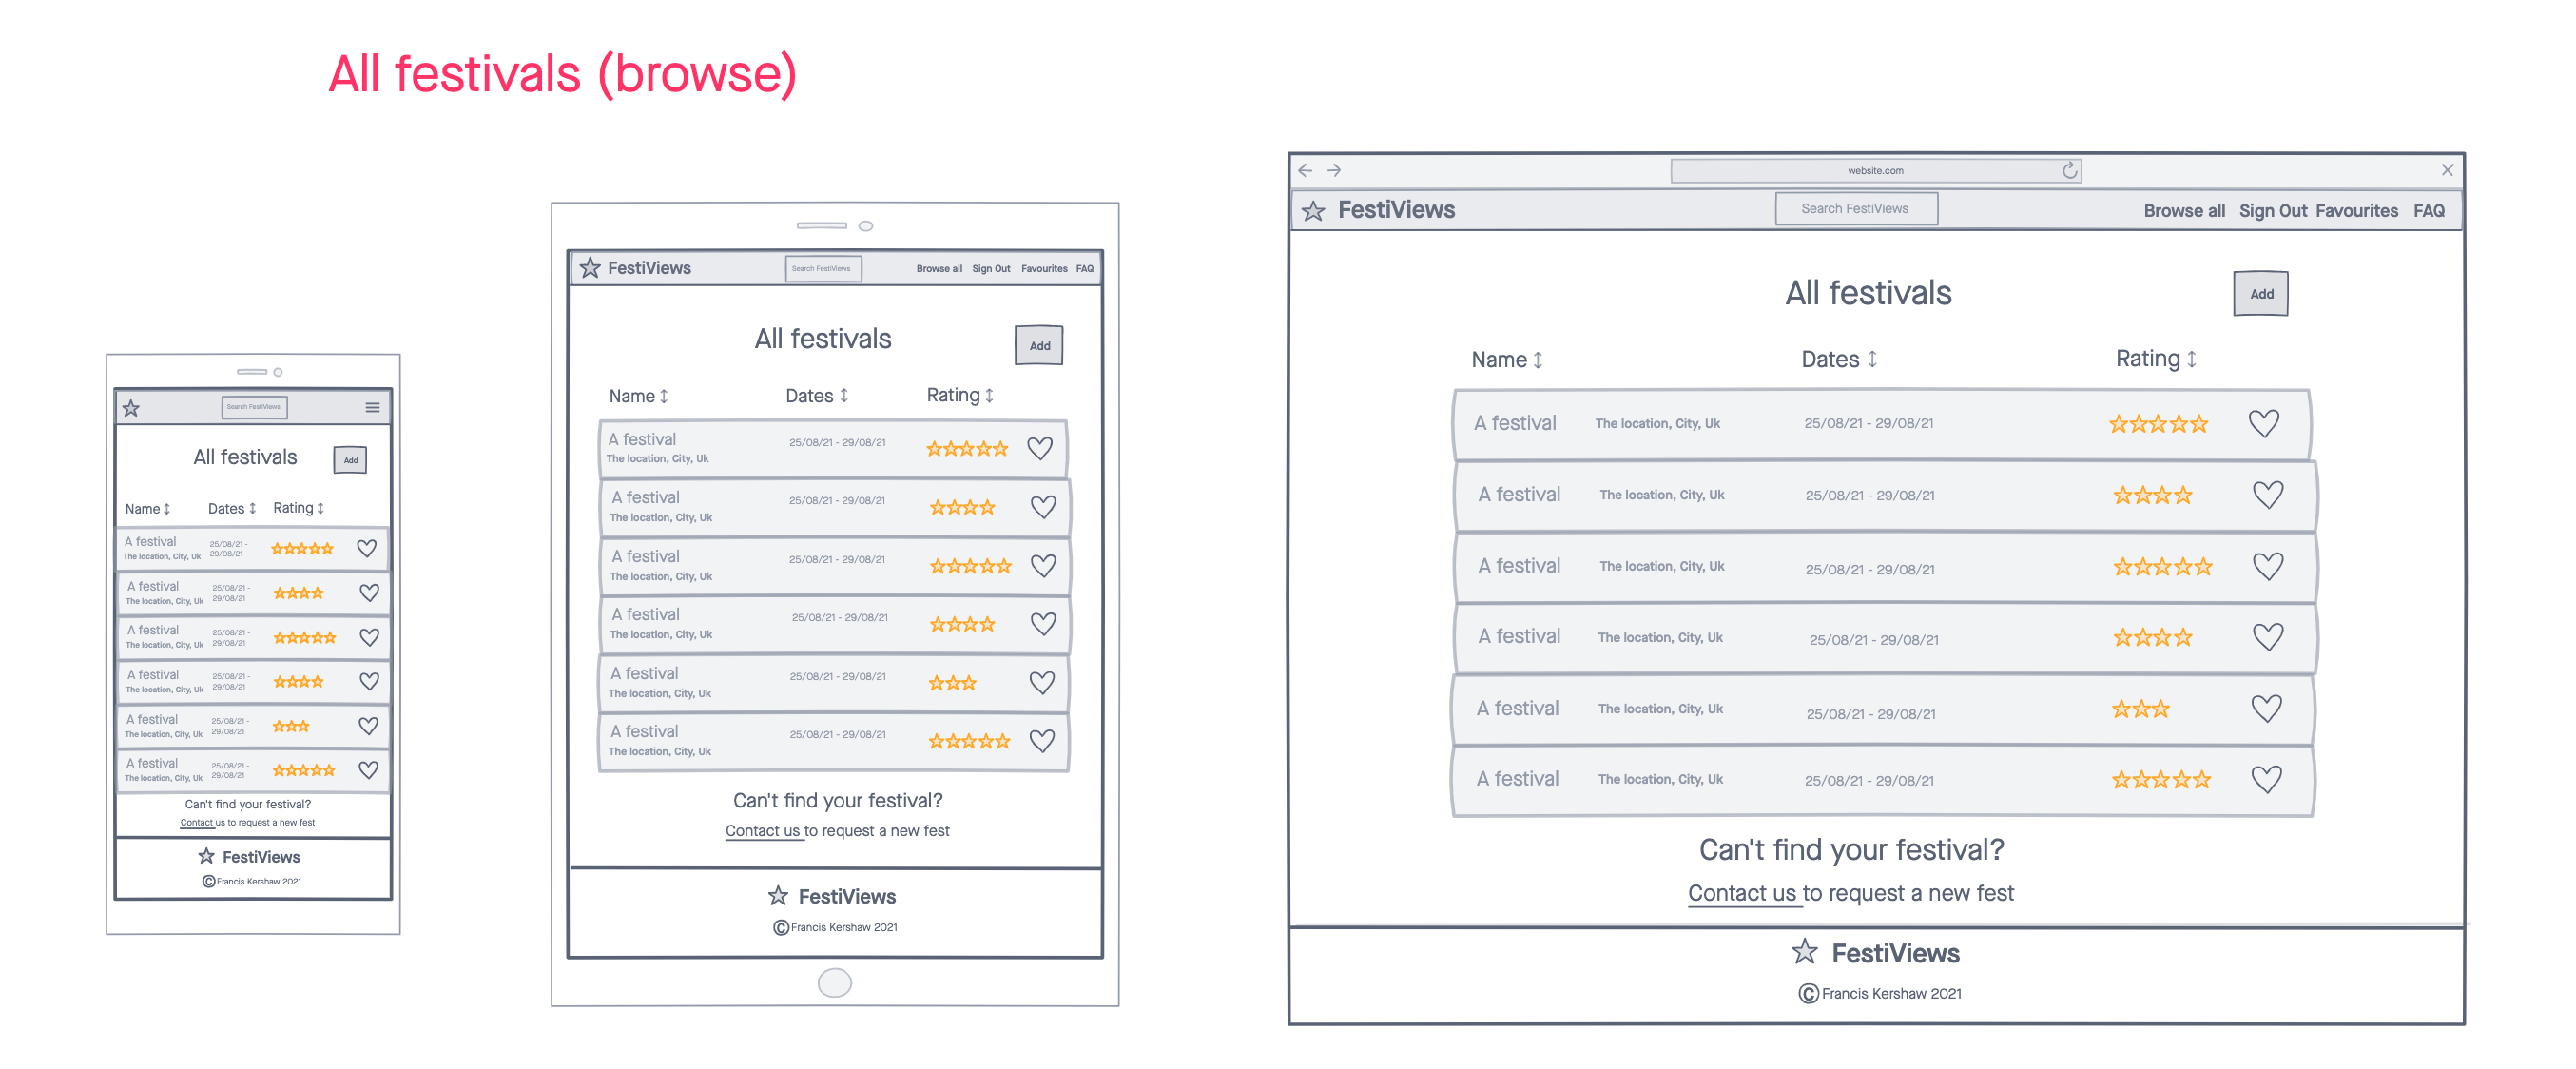 All festivals (browse)
Search FestiViews
All festivals
Add
Name Dates Rating
A festival
The location, City, Uk
25/08/21 -
29/08/21
A festival
The location, City, Uk
25/08/21 -
29/08/21
A festival
The location, City, Uk
25/08/21 -
29/08/21
A festival
The location, City, Uk
25/08/21 -
29/08/21
A festival
The location, City, Uk
25/08/21 -
29/08/21
A festival
The location, City, Uk
25/08/21 -
29/08/21
Can't find your festival?
Contact us to request a new fest
FestiViews
© Francis Kershaw 2021
FestiViews Search FestiViews Browse all Sign Out Favourites FAQ
All festivals
Add
Name Dates Rating
A festival
The location, City, Uk
25/08/21 - 29/08/21
A festival
The location, City, Uk
25/08/21 - 29/08/21
A festival
The location, City, Uk
25/08/21 - 29/08/21
A festival
The location, City, Uk
25/08/21 - 29/08/21
A festival
The location, City, Uk
25/08/21 - 29/08/21
A festival
The location, City, Uk
25/08/21 - 29/08/21
Can't find your festival?
Contact us to request a new fest
FestiViews
© Francis Kershaw 2021
website.com
FestiViews Search FestiViews Browse all Sign Out Favourites FAQ
All festivals
Add
Name Dates Rating
A festival The location, City, Uk 25/08/21 - 29/08/21
A festival The location, City, Uk 25/08/21 - 29/08/21
A festival The location, City, Uk 25/08/21 - 29/08/21
A festival The location, City, Uk 25/08/21 - 29/08/21
A festival The location, City, Uk 25/08/21 - 29/08/21
A festival The location, City, Uk 25/08/21 - 29/08/21
Can't find your festival?
Contact us to request a new fest
FestiViews
© Francis Kershaw 2021